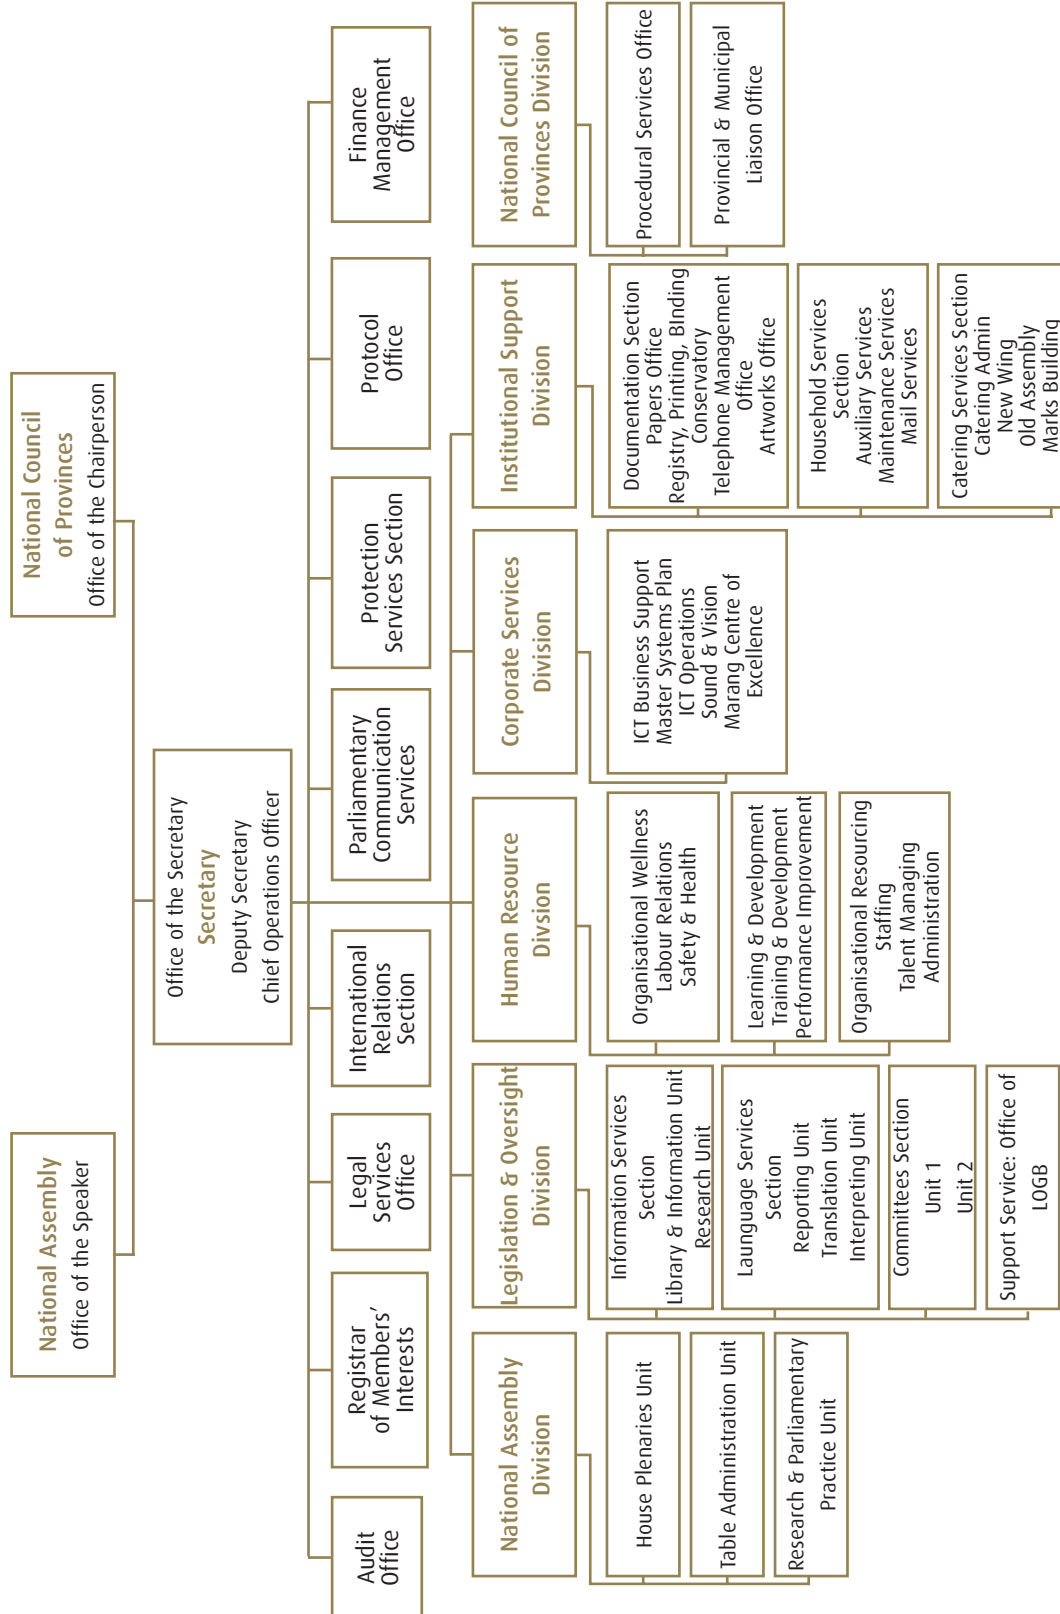 National Assembly
Office of the Speaker
National Council
of Provinces
Office of the Chairperson
Office of the Secretary
Secretary
Deputy Secretary
Chief Operations Officer
Audit
Office
Registrar
of Members'
Interests
Legal
Services
Office
International
Relations
Section
Parliamentary
Communication
Services
Protection
Services Section
Protocol
Office
Finance
Management
Office
National Assembly
Division
House Plenaries Unit
Table Administration Unit
Research & Parliamentary
Practice Unit
Legislation & Oversight
Division
Information Services
Section
Library & Information Unit
Research Unit
Launguage Services
Section
Reporting Unit
Translation Unit
Interpreting Unit
Committees Section
Unit 1
Unit 2
Support Service: Office of
LOGB
Human Resource
Divsion
Organisational Wellness
Labour Relations
Safety & Health
Learning & Development
Training & Development
Performance Improvement
Organisational Resourcing
Staffing
Talent Managing
Administration
Corporate Services
Division
ICT Business Support
Master Systems Plan
ICT Operations
Sound & Vision
Marang Centre of
Excellence
Institutional Support
Division
Documentation Section
Papers Office
Registry, Printing, BInding
Conservatory
Telephone Management
Office
Artworks Office
Household Services
Section
Auxiliary Services
Maintenance Services
Mail Services
Catering Services Section
Catering Admin
New Wing
Old Assembly
Marks Building
National Council of
Provinces Division
Procedural Services Office
Provincial & Municipal
Liaison Office